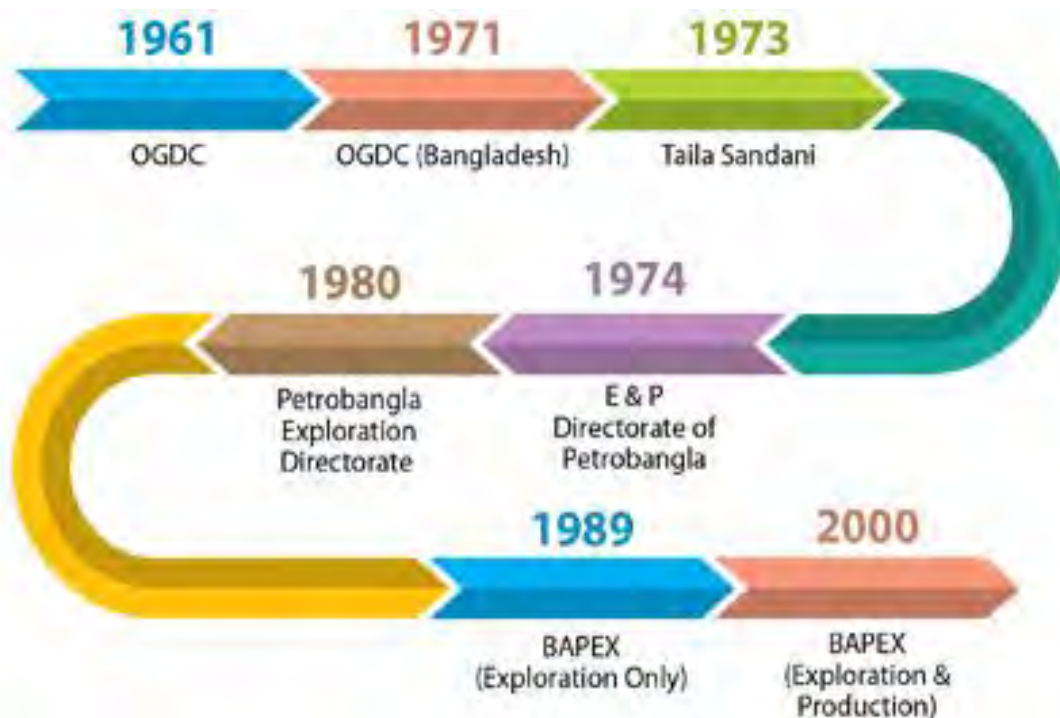 1961
1971
1973
OGDC
OGDC (Bangladesh)
Taila Sandani
1974
E & P
Directorate of
Petrobangla
1980
Petrobangla
Exploration
Directorate
1989
BAPEX
(Exploration Only)
2000
BAPEX
(Exploration &
Production)